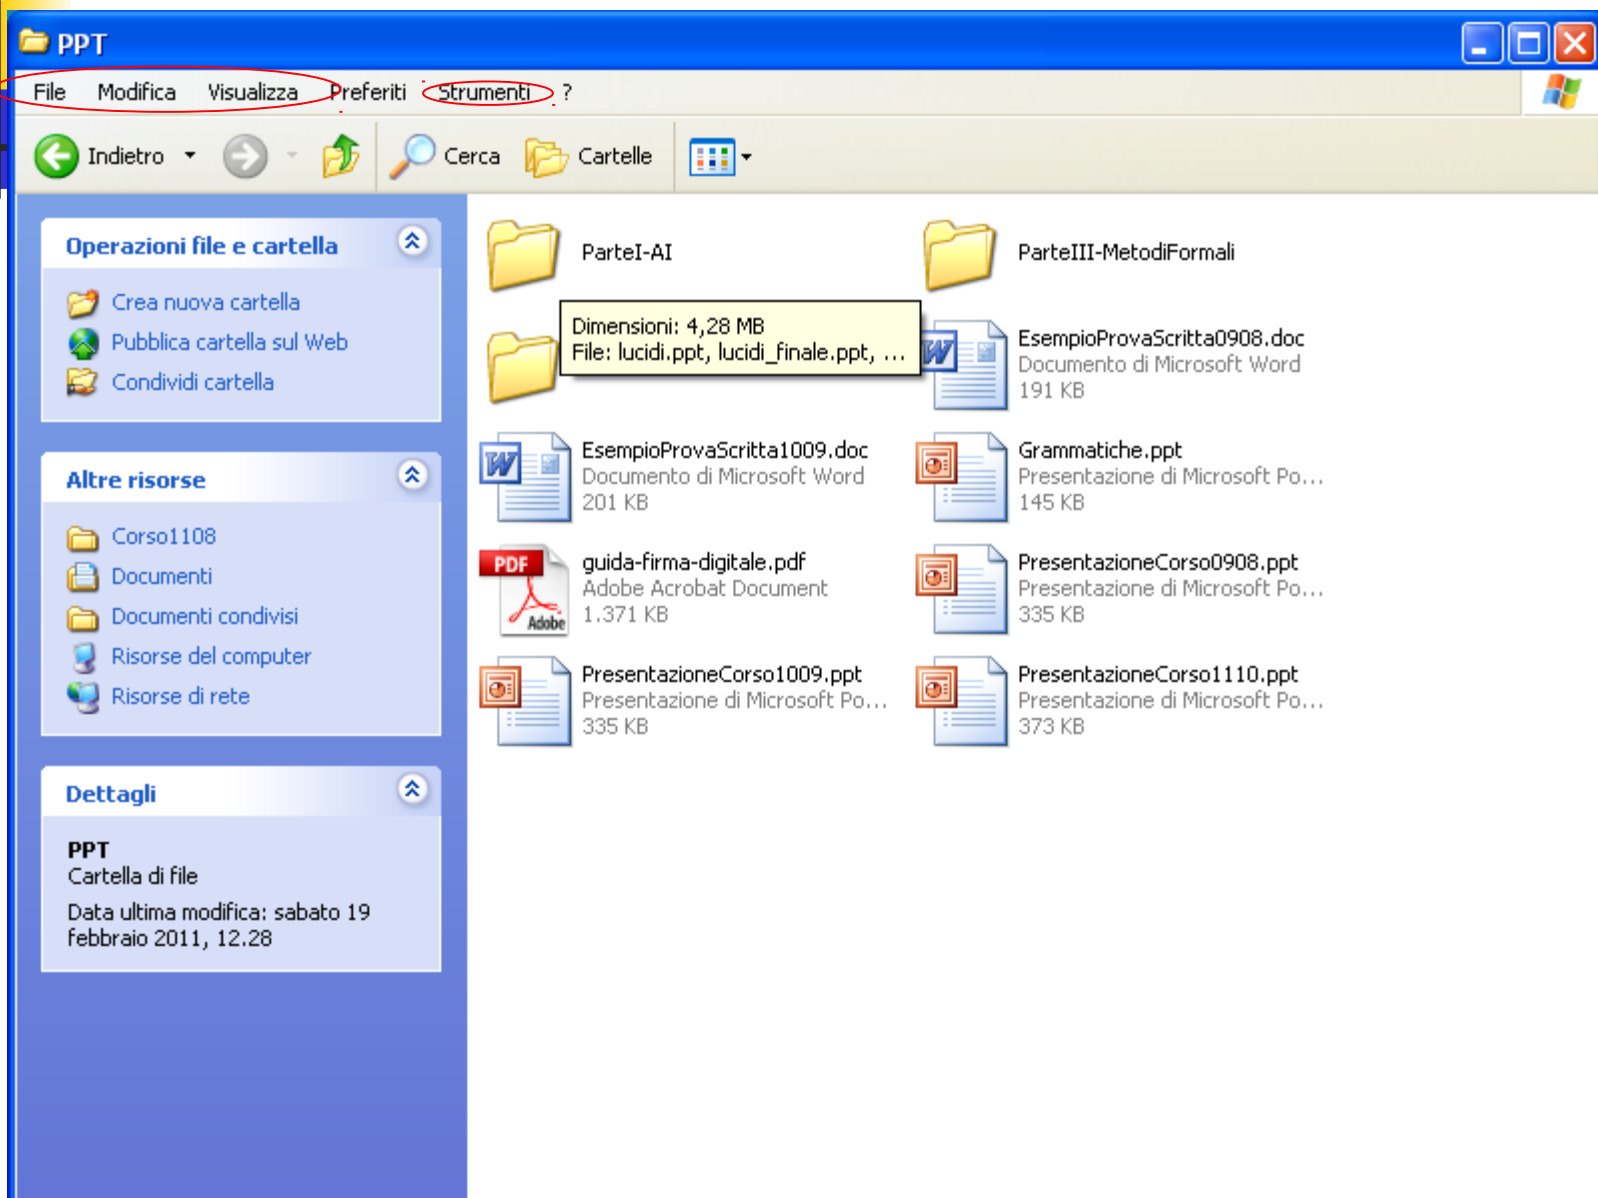 PPT
File Modifica Visualizza Preferiti Strumenti ?
Indietro Cerca Cartelle
Operazioni file e cartella
Crea nuova cartella
Pubblica cartella sul Web
Condividi cartella
Altre risorse
Corso1108
Documenti
Documenti condivisi
Risorse del computer
Risorse di rete
Dettagli
PPT
Cartella di file
Data ultima modifica: sabato 19
febbraio 2011, 12.28
ParteI-AI
ParteIII-MetodiFormali
Dimensioni: 4,28 MB
File: lucidi.ppt, lucidi_finale.ppt, ...
W
EsempioProvaScritta0908.doc
Documento di Microsoft Word
191 KB
W
EsempioProvaScritta1009.doc
Documento di Microsoft Word
201 KB
Grammatiche.ppt
Presentazione di Microsoft Po...
145 KB
PDF
Adobe
guida-firma-digitale.pdf
Adobe Acrobat Document
1.371 KB
PresentazioneCorso0908.ppt
Presentazione di Microsoft Po...
335 KB
PresentazioneCorso1009.ppt
Presentazione di Microsoft Po...
335 KB
PresentazioneCorso1110.ppt
Presentazione di Microsoft Po...
373 KB